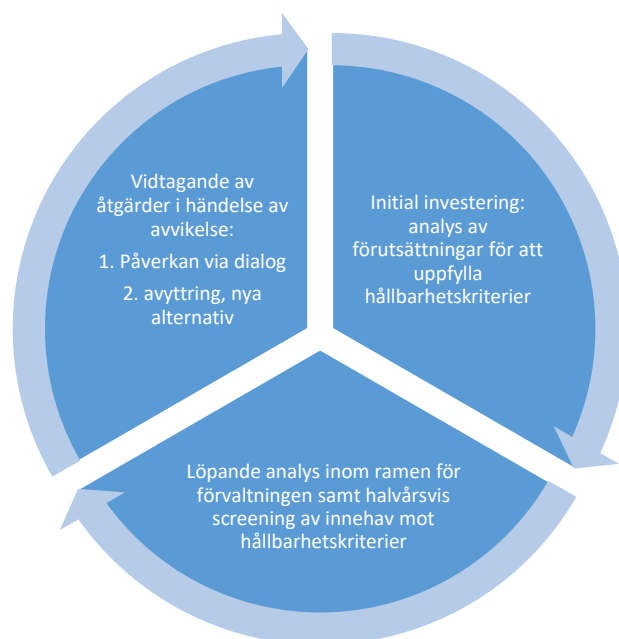 Vidtagande av
åtgärder i händelse av
avvikelse:
1. Påverkan via dialog
2. avyttring, nya
alternativ
Initial investering:
analys av
förutsättningar för att
uppfylla
hållbarhetskriterier
Löpande analys inom ramen för
förvaltningen samt halvårsvis
screening av innehav mot
hållbarhetskriterier